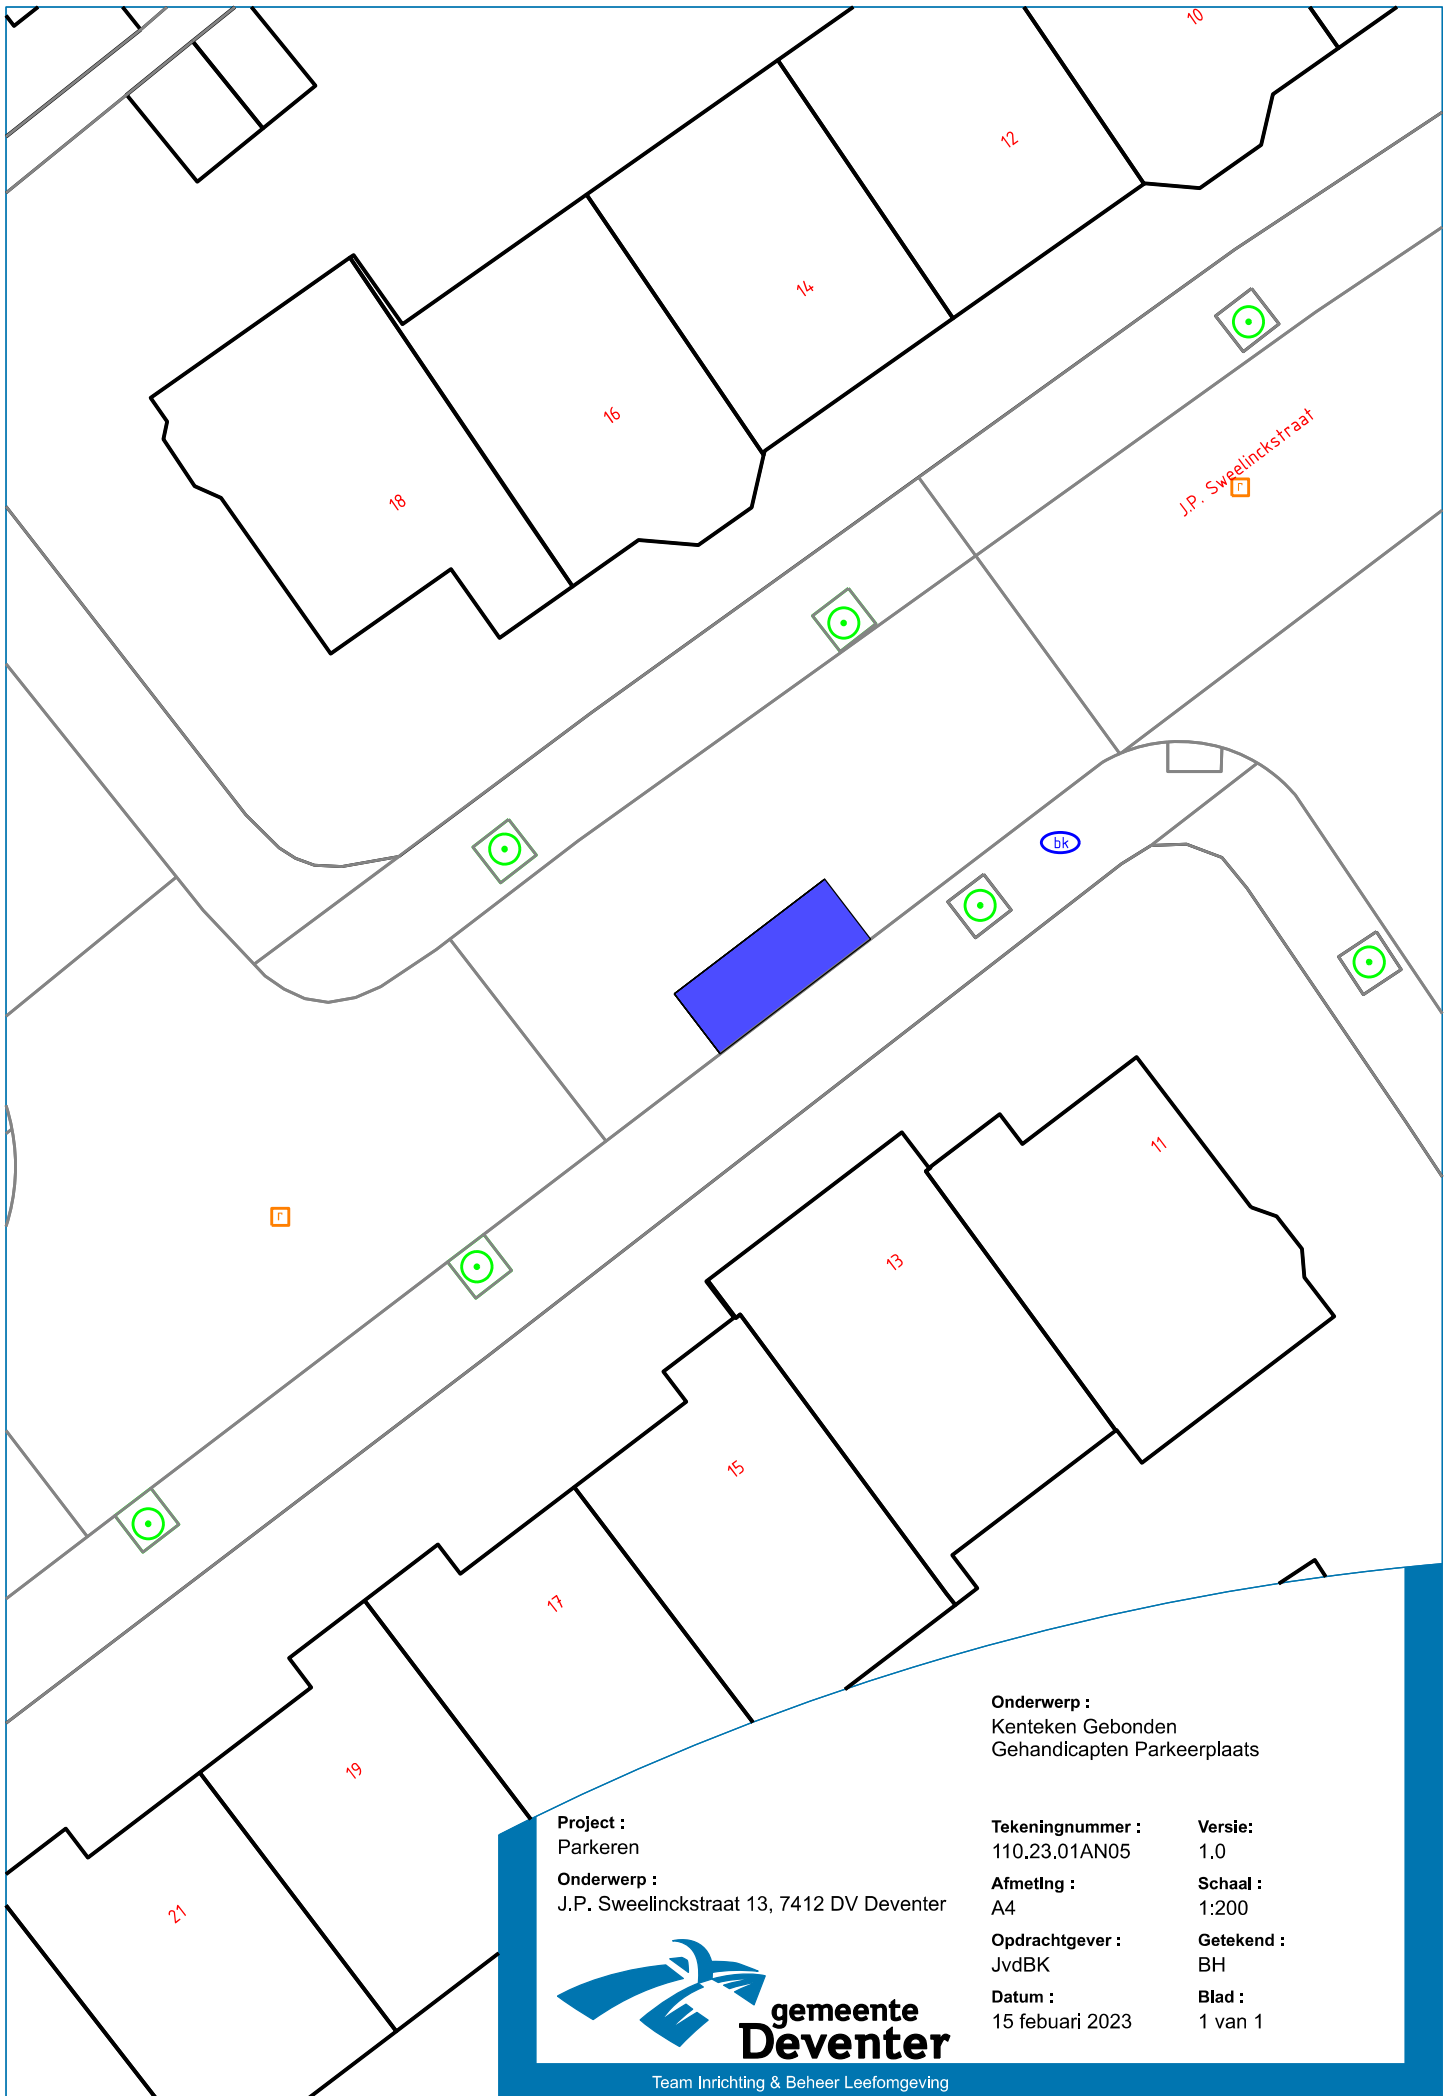 10
12
14
16
18
J.P. Sweelinckstraat
r
bk
11
13
r
15
17
19
21
Onderwerp :
Kenteken Gebonden
Gehandicapten Parkeerplaats
Project :
Parkeren
Onderwerp :
J.P. Sweelinckstraat 13, 7412 DV Deventer
Tekeningnummer : Versie:
110.23.01AN05 1.0
Afmeting : Schaal :
A4 1:200
Opdrachtgever : Getekend :
JvdBK BH
Datum : Blad :
15 febuari 2023 1 van 1
gemeente
Deventer
Team Inrichting & Beheer Leefomgeving